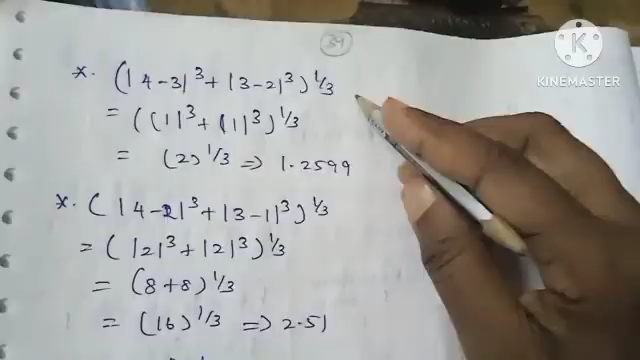 39
KINEMASTER
*. (|4-3|³+|3-2|³)^1/3
= ((1|³+|1|³)^1/3
= (2)^1/3 => 1.2599
*. (|4-2|³+|3-1|³)^1/3
= (|2|³+|2|³)^1/3
= (8+8)^1/3
= (16)^1/3 => 2.51